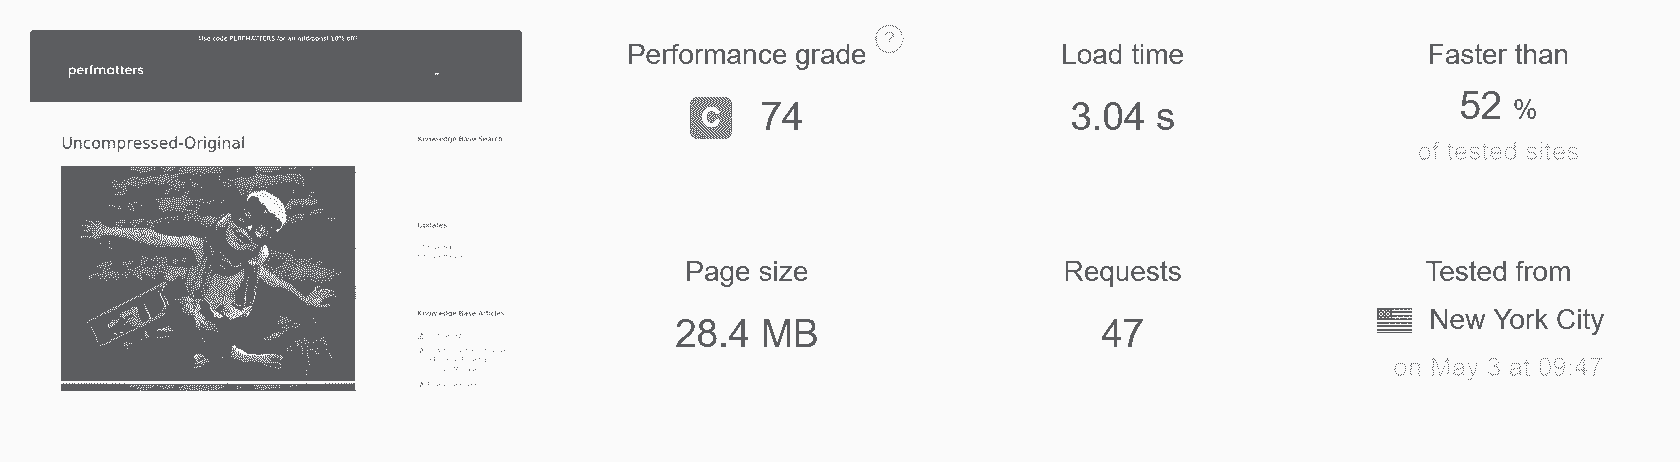 Use code PERFMATTERS for an additional 10% off!
perfmatters
Uncompressed-Original
Knowledge Base Search
Updates
Knowledge Base Articles
Performance grade
?
C 74
Load time
3.04 s
Faster than
52 %
of tested sites
Page size
28.4 MB
Requests
47
Tested from
New York City
on May 3 at 09:47